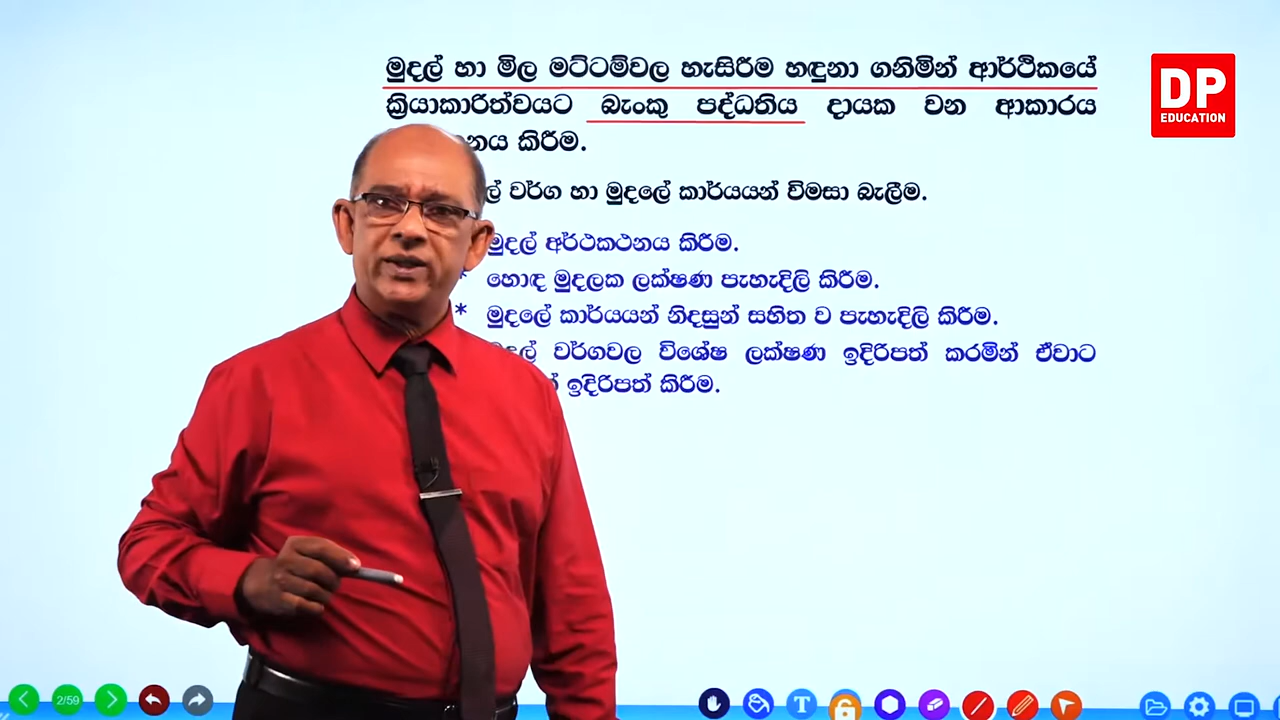 මුදල් හා මිල මට්ටම්වල හැසිරීම හඳුනා ගනිමින් ආර්ථිකයේ
ක්‍රියාකාරිත්වයට බැංකු පද්ධතිය දායක වන ආකාරය
කිරීම.
වර්ග හා මුදලේ කාර්යයන් විමසා බැලීම.
මුදල් අර්ථකථනය කිරීම.
* හොඳ මුදලක ලක්ෂණ පැහැදිලි කිරීම.
* මුදලේ කාර්යයන් නිදසුන් සහිත ව පැහැදිලි කිරීම.
වර්ගවල විශේෂ ලක්ෂණ ඉදිරිපත් කරමින් ඒවාට
ඉදිරිපත් කිරීම.
DP
EDUCATION
2/59
T